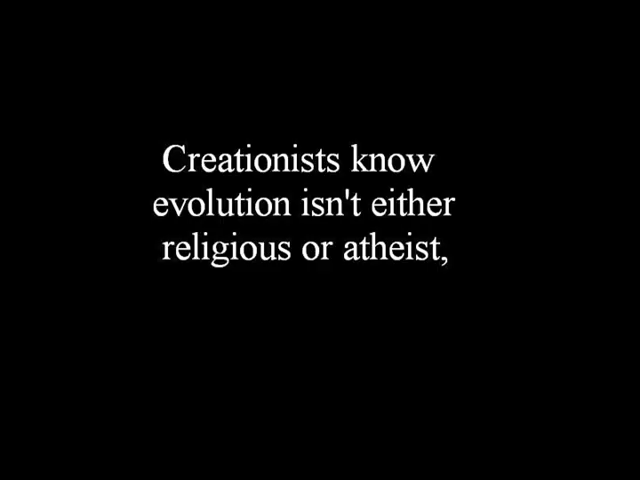 Creationists know
evolution isn't either
religious or atheist,